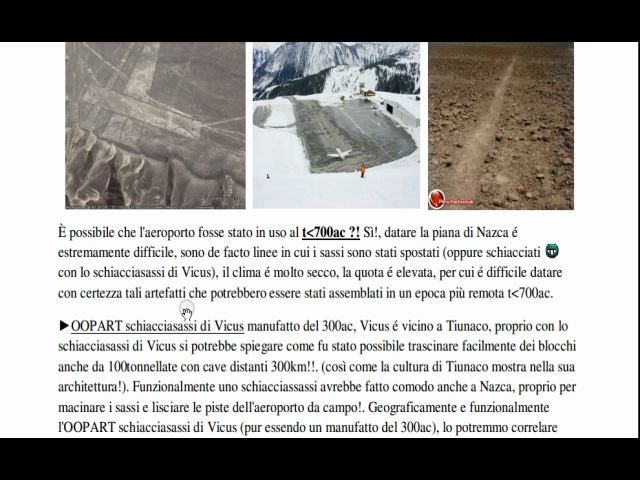 È possibile che l'aeroporto fosse stato in uso al t<700ac ?! Sì!, datare la piana di Nazca é
estremamente difficile, sono de facto linee in cui i sassi sono stati spostati (oppure schiacciati
con lo schiacciasassi di Vicus), il clima é molto secco, la quota é elevata, per cui é difficile datare
con certezza tali artefatti che potrebbero essere stati assemblati in un epoca più remota t<700ac.
►OOPART schiacciasassi di Vicus manufatto del 300ac, Vicus é vicino a Tiunaco, proprio con lo
schiacciasassi di Vicus si potrebbe spiegare come fu stato possibile trascinare facilmente dei blocchi
anche da 100tonnellate con cave distanti 300km!!. (così come la cultura di Tiunaco mostra nella sua
architettura!). Funzionalmente uno schiacciassassi avrebbe fatto comodo anche a Nazca, proprio per
macinare i sassi e lisciare le piste dell'aeroporto da campo!. Geograficamente e funzionalmente
l'OOPART schiacciasassi di Vicus (pur essendo un manufatto del 300ac), lo potremmo correlare